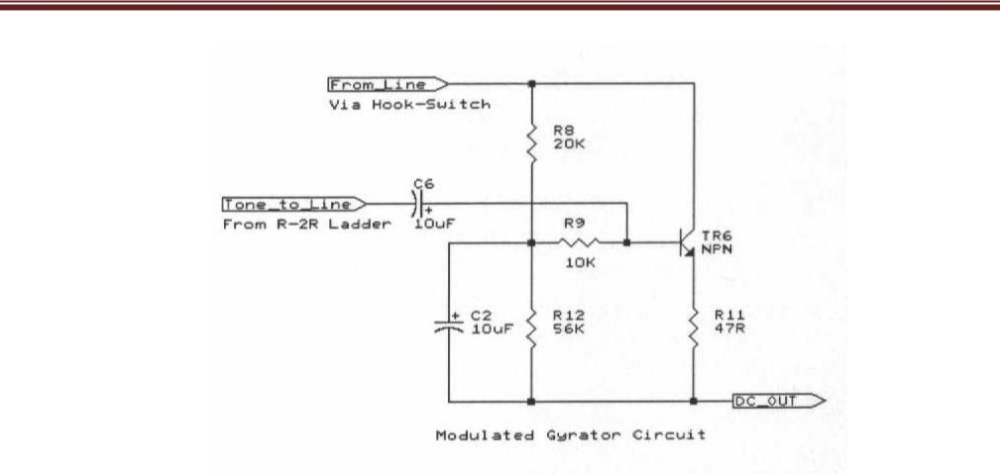 From_Line
Via Hook-Switch
R8
20K
C6
Tone_to_Line
+
From R-2R Ladder
10uF
R9
TR6
NPN
10K
+ C2
10uF
R12
56K
R11
47R
DC_OUT
Modulated Gyrator Circuit